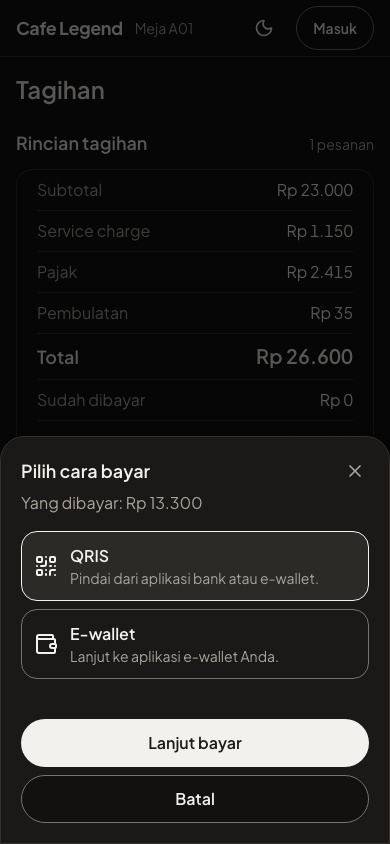 Cafe Legend Meja A01 Masuk
Tagihan
Rincian tagihan 1 pesanan
Subtotal Rp 23.000
Service charge Rp 1.150
Pajak Rp 2.415
Pembulatan Rp 35
Total Rp 26.600
Sudah dibayar Rp 0
Pilih cara bayar
Yang dibayar: Rp 13.300
QRIS
Pindai dari aplikasi bank atau e-wallet.
E-wallet
Lanjut ke aplikasi e-wallet Anda.
Lanjut bayar
Batal